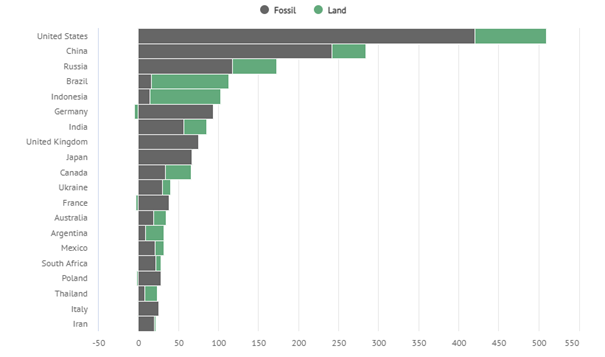 Fossil Land
United States
China
Russia
Brazil
Indonesia
Germany
India
United Kingdom
Japan
Canada
Ukraine
France
Australia
Argentina
Mexico
South Africa
Poland
Thailand
Italy
Iran
-50 0 50 100 150 200 250 300 350 400 450 500 550